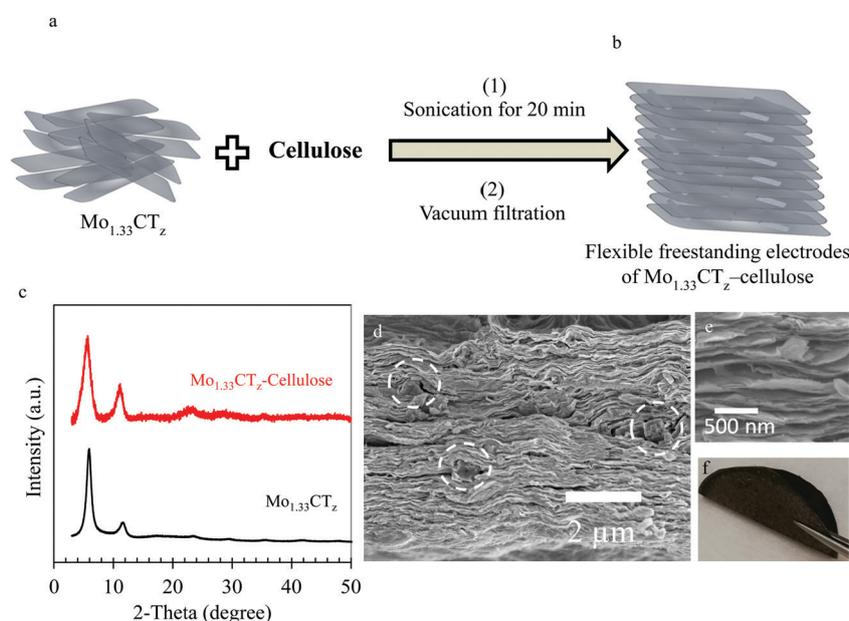 a
b
(1)
Sonication for 20 min
Cellulose
(2)
Vacuum filtration
Mo1.33CTz
Flexible freestanding electrodes
of Mo1.33CTz–cellulose
c
Mo1.33CTz-Cellulose
Mo1.33CTz
Intensity (a.u.)
0 10 20 30 40 50
2-Theta (degree)
d
2 μm
e
500 nm
f